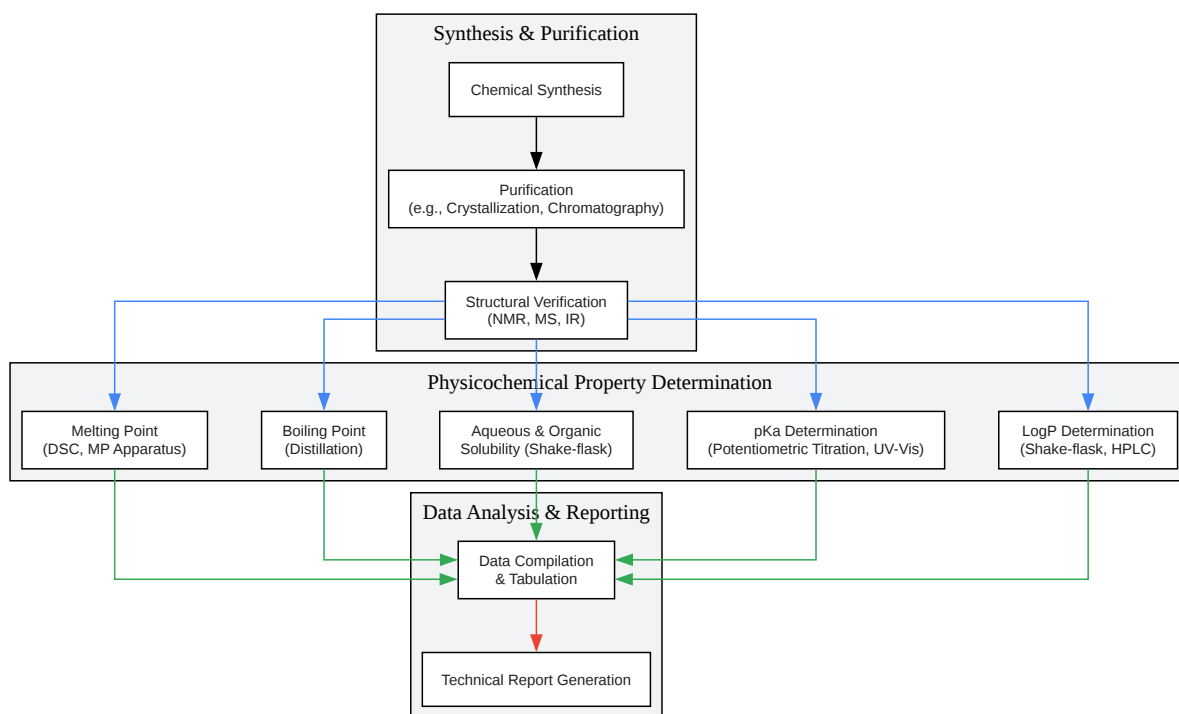 Synthesis & Purification
Chemical Synthesis
Purification
(e.g., Crystallization, Chromatography)
Structural Verification
(NMR, MS, IR)
Physicochemical Property Determination
Melting Point
(DSC, MP Apparatus)
Boiling Point
(Distillation)
Aqueous & Organic
Solubility (Shake-flask)
pKa Determination
(Potentiometric Titration, UV-Vis)
LogP Determination
(Shake-flask, HPLC)
Data Analysis & Reporting
Data Compilation
& Tabulation
Technical Report Generation